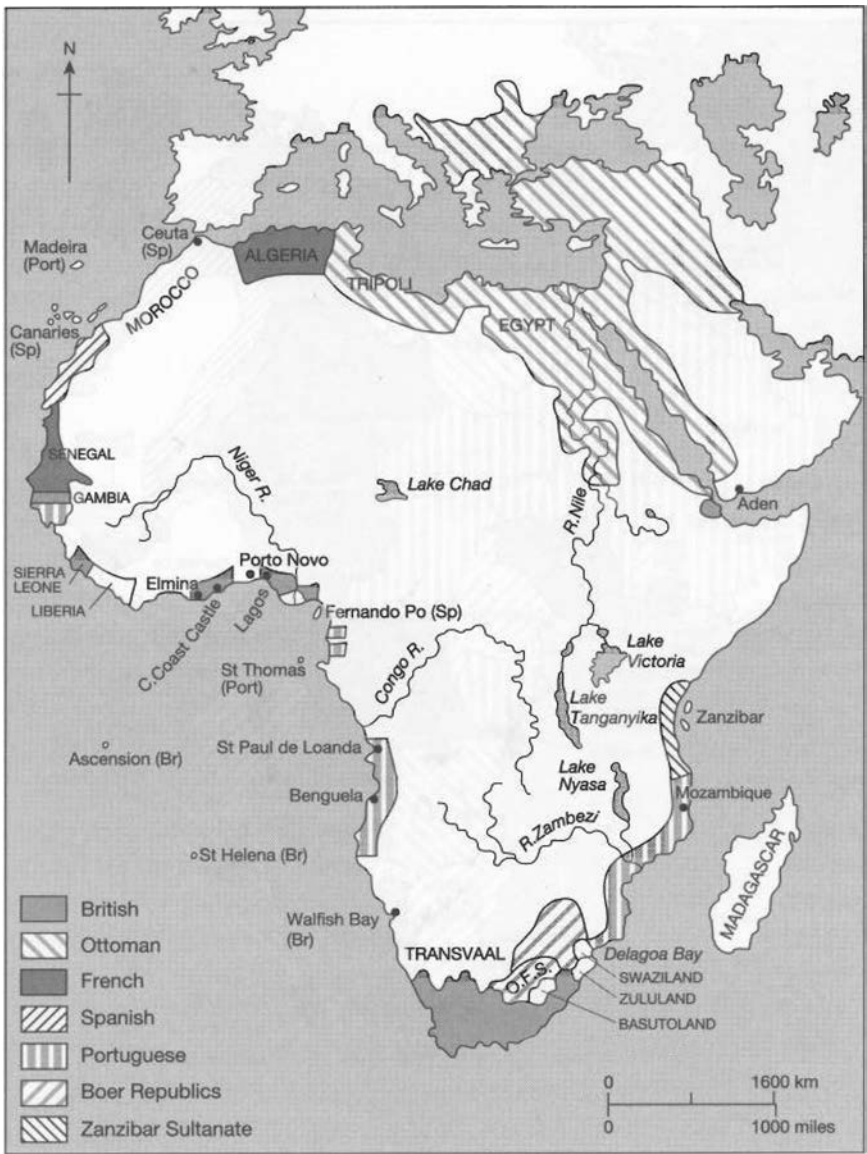 N
Ceuta
(Sp)
Madeira
(Port)
ALGERIA
TRIPOLI
MOROCCO
EGYPT
Canaries
(Sp)
SENEGAL
Niger R.
Lake Chad
GAMBIA
R.Nile
Aden
Porto Novo
SIERRA
LEONE
Elmina
LIBERIA
C.Coast Castle
Lagos
Fernando Po (Sp)
Lake
Victoria
Congo R.
St Thomas
(Port)
Lake
Tanganyika
Zanzibar
Ascension (Br)
St Paul de Loanda
Lake
Nyasa
Benguela
Mozambique
R.Zambezi
St Helena (Br)
MADAGASCAR
Walfish Bay
(Br)
TRANSVAAL
Delagoa Bay
O.F.S.
SWAZILAND
ZULULAND
BASUTOLAND
British
Ottoman
French
Spanish
Portuguese
Boer Republics
Zanzibar Sultanate
0 1600 km
0 1000 miles